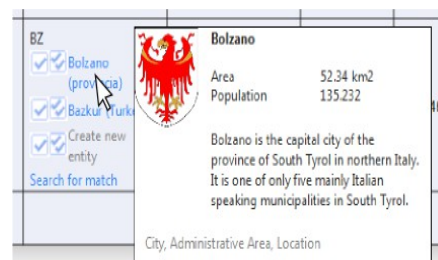 BZ
Bolzano
(provincia)
Bazkur (Turk
Create new
entity
Search for match
Bolzano
Area 52.34 km2
Population 135.232
Bolzano is the capital city of the
province of South Tyrol in northern Italy.
It is one of only five mainly Italian
speaking municipalities in South Tyrol.
City, Administrative Area, Location